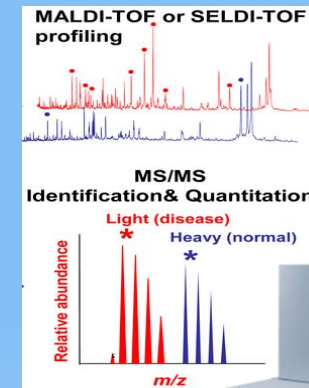 MALDI-TOF or SELDI-TOF
profiling
MS/MS
Identification& Quantitation
Light (disease)
* Heavy (normal)
*
Relative abundance
m/z